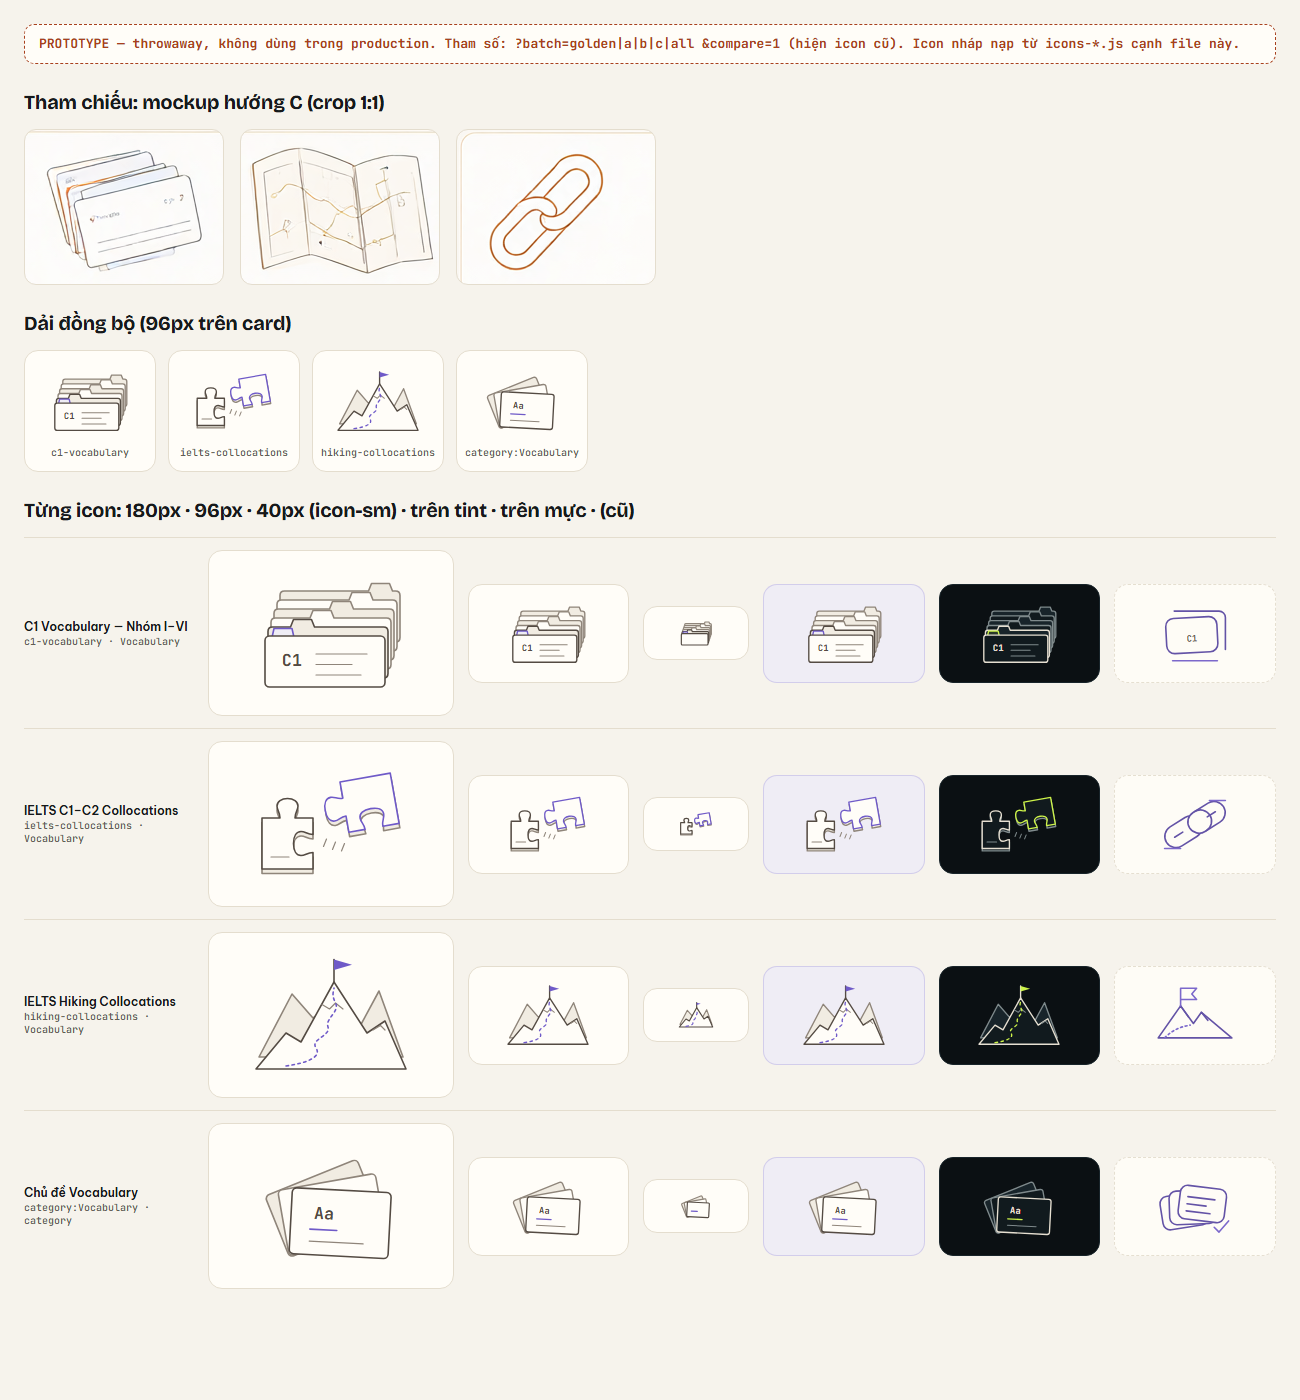 PROTOTYPE — throwaway, không dùng trong production. Tham số: ?batch=golden|a|b|c|all &compare=1 (hiện icon cũ). Icon nháp nạp từ icons-*.js cạnh file này.
Tham chiếu: mockup hướng C (crop 1:1)
Dải đồng bộ (96px trên card)
C1
Aa
c1-vocabulary
ielts-collocations
hiking-collocations
category:Vocabulary
Từng icon: 180px · 96px · 40px (icon-sm) · trên tint · trên mực · (cũ)
C1 Vocabulary — Nhóm I–VI
c1-vocabulary · Vocabulary
C1
C1
C1
C1
C1
IELTS C1–C2 Collocations
ielts-collocations ·
Vocabulary
IELTS Hiking Collocations
hiking-collocations ·
Vocabulary
Chủ đề Vocabulary
category:Vocabulary ·
category
Aa
Aa
Aa
Aa